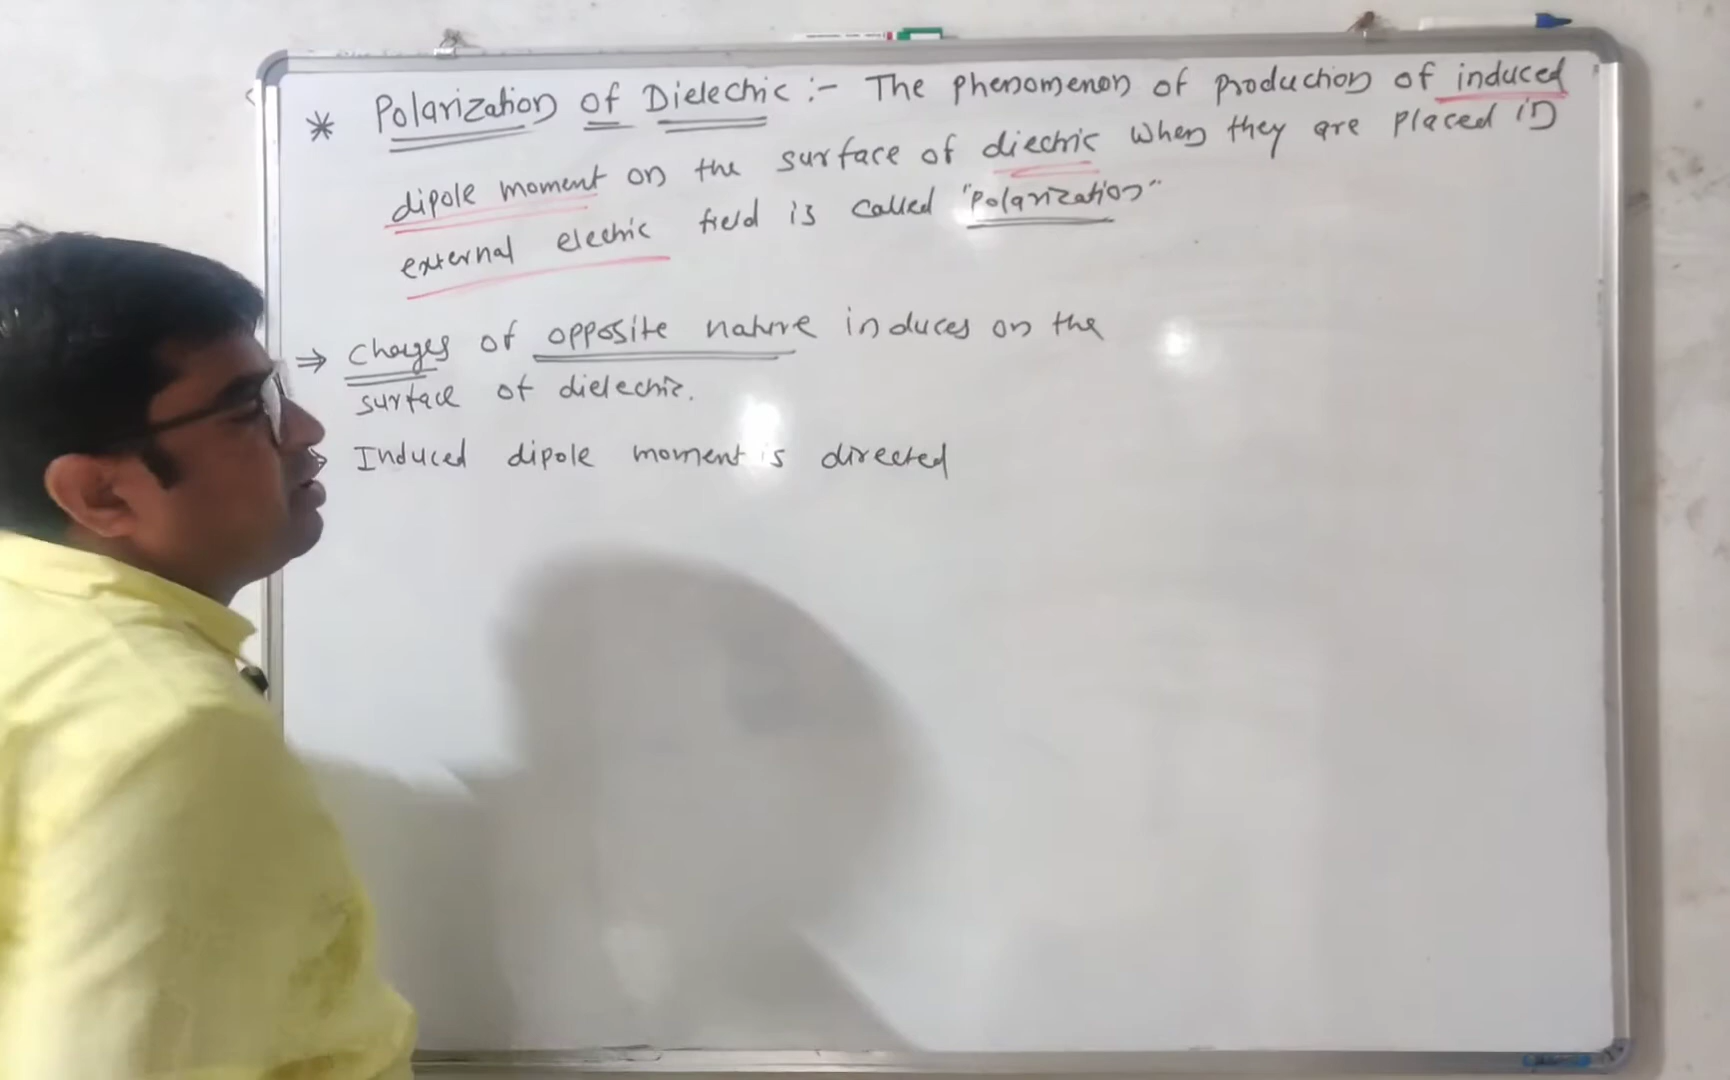 * Polarization of Dielectric :- The phenomenon of production of induced
dipole moment on the surface of diectric when they are placed in
external electric field is called "Polarization"
⇒ Charges of opposite nature induces on the
surface of dielectric.
Induced dipole moment is directed